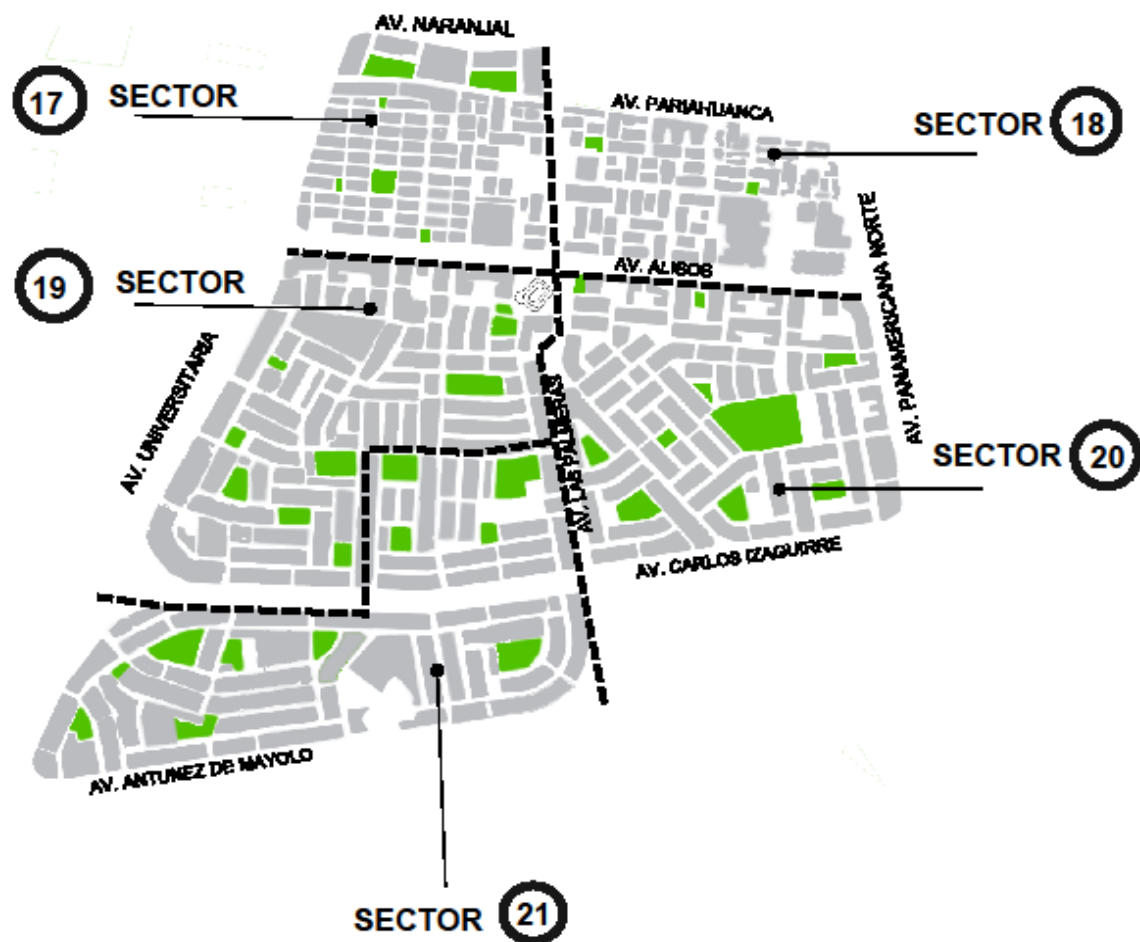 AV. NARANJAL
17 SECTOR
AV. PARIAHUANCA
SECTOR 18
AV. PANAMERICANA NORTE
AV. ALISOS
19 SECTOR
AV. UNIVERSITARIA
AV. LAS PALMERAS
SECTOR 20
AV. CARLOS IZAGUIRRE
AV. ANTUNEZ DE MAYOLO
SECTOR 21